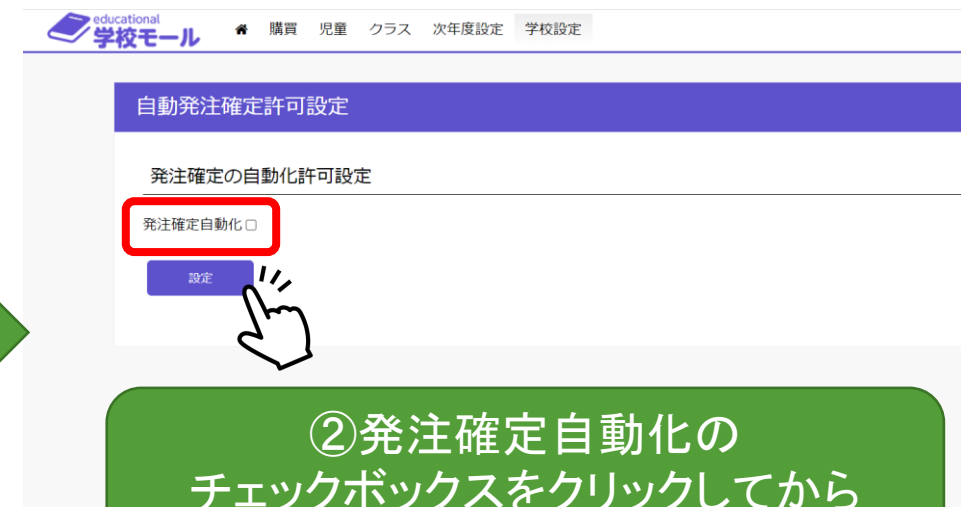 educational
学校モール
購買 児童 クラス 次年度設定 学校設定
自動発注確定許可設定
発注確定の自動化許可設定
発注確定自動化
設定
②発注確定自動化の
チェックボックスをクリックしてから